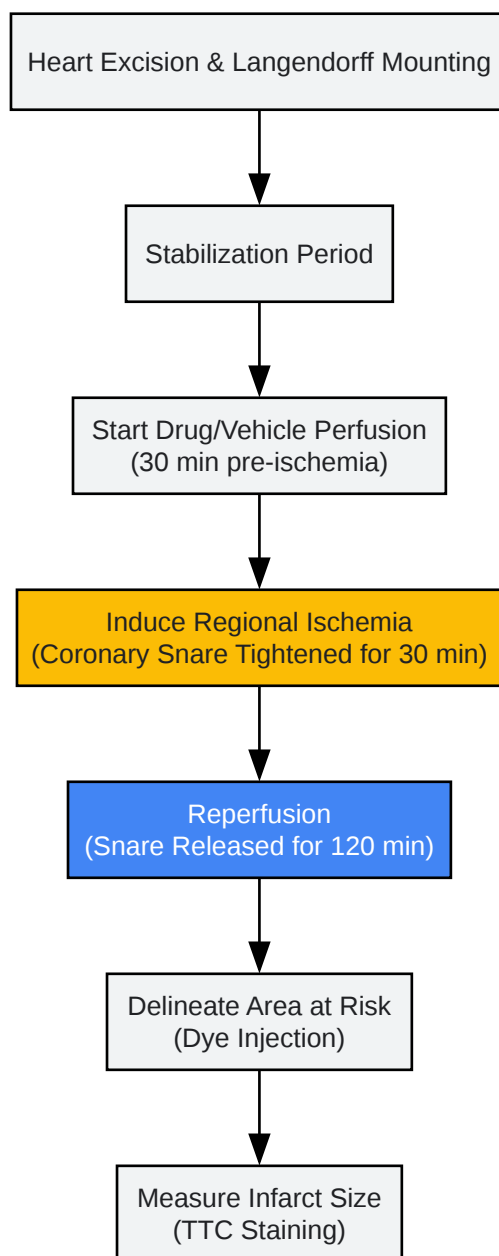 Heart Excision & Langendorff Mounting
Stabilization Period
Start Drug/Vehicle Perfusion
(30 min pre-ischemia)
Induce Regional Ischemia
(Coronary Snare Tightened for 30 min)
Reperfusion
(Snare Released for 120 min)
Delineate Area at Risk
(Dye Injection)
Measure Infarct Size
(TTC Staining)